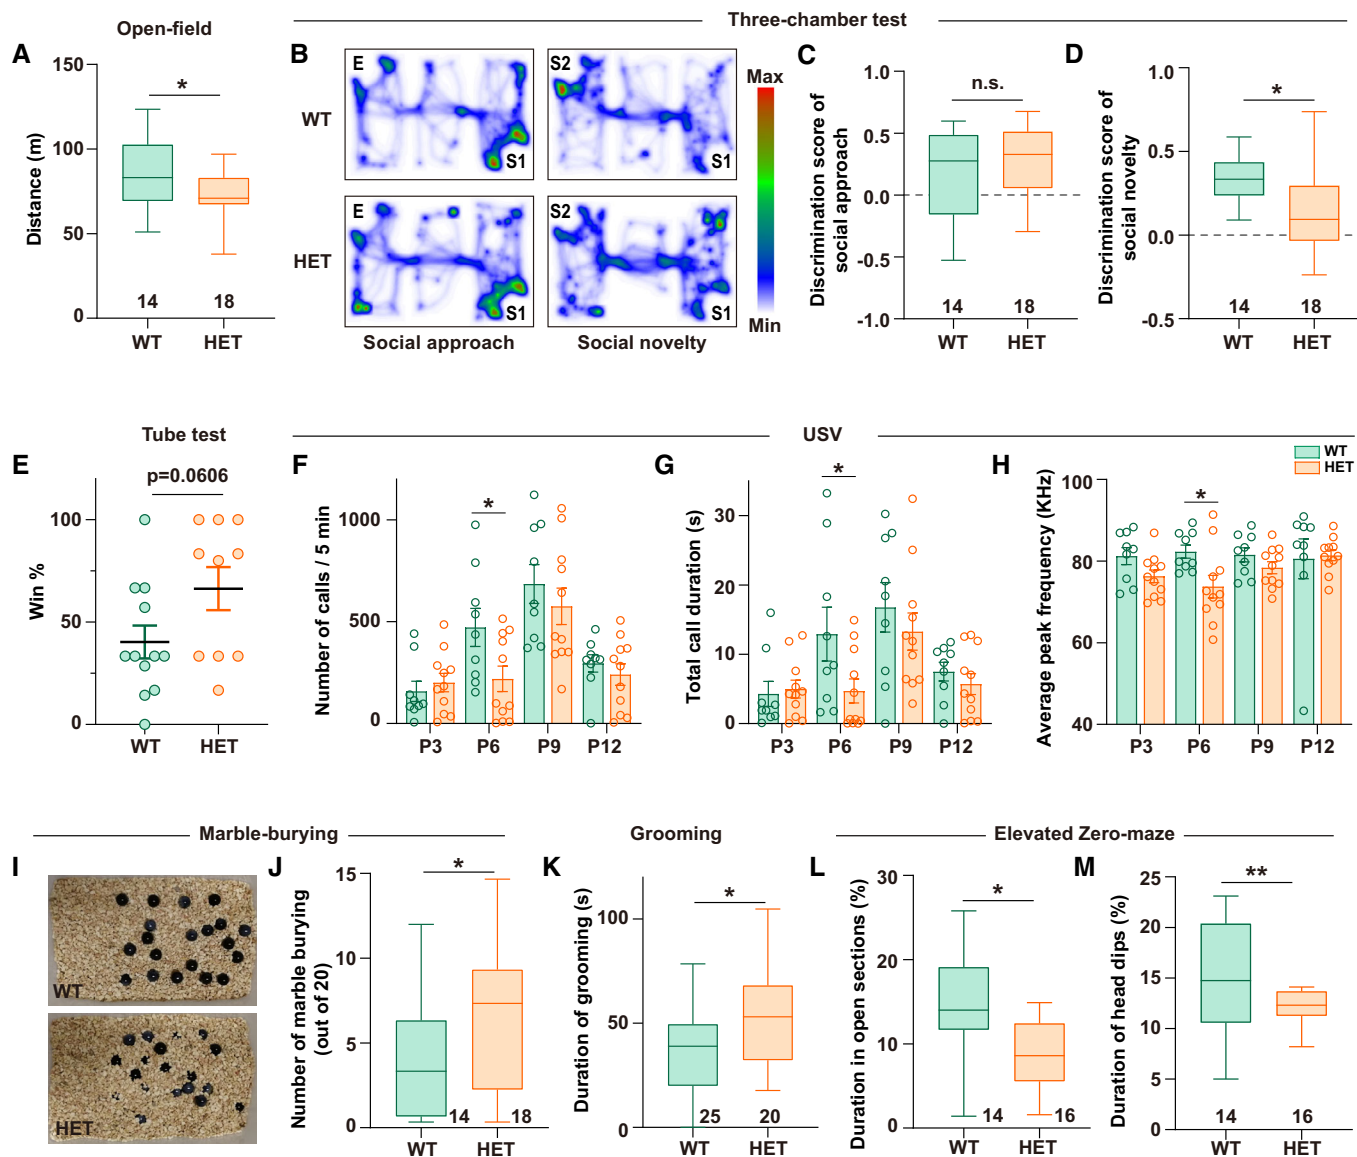 Open-field
Three-chamber test
A
Distance (m)
150
100
50
0
*
14
18
WT
HET
B
WT
HET
E
S1
S2
S1
E
S1
S2
S1
Social approach
Social novelty
Max
Min
C
Discrimination score of
social approach
1.0
0.5
0.0
-0.5
-1.0
n.s.
14
18
WT
HET
D
Discrimination score of
social novelty
1.0
0.5
0.0
-0.5
*
14
18
WT
HET
Tube test
USV
E
Win %
100
50
0
p=0.0606
WT
HET
F
Number of calls / 5 min
1000
500
0
*
P3
P6
P9
P12
G
Total call duration (s)
30
20
10
0
*
P3
P6
P9
P12
H
Average peak frequency (KHz)
100
80
60
40
*
P3
P6
P9
P12
WT
HET
Marble-burying
Grooming
Elevated Zero-maze
I
WT
HET
J
Number of marble burying
(out of 20)
15
10
5
0
*
14
18
WT
HET
K
Duration of grooming (s)
100
50
0
*
25
20
WT
HET
L
Duration in open sections (%)
30
20
10
0
*
14
16
WT
HET
M
Duration of head dips (%)
25
20
15
10
5
0
**
14
16
WT
HET